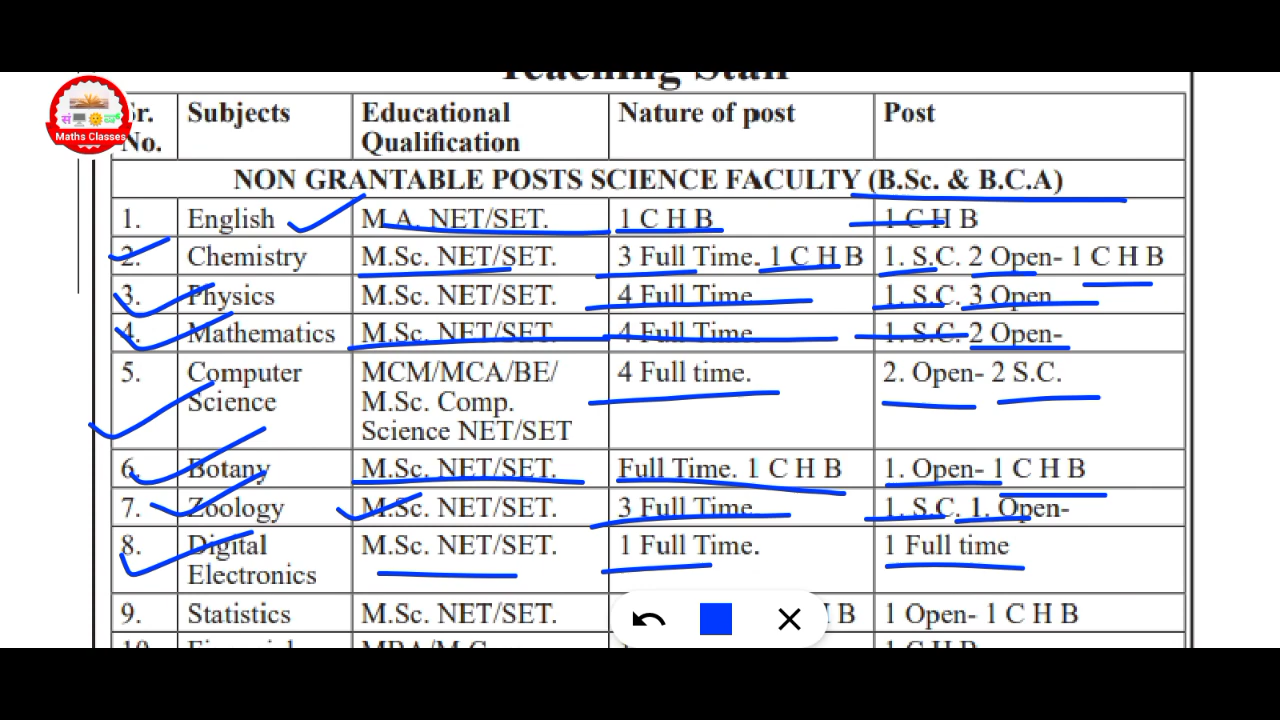 Teaching Staff
सं
Maths Classes
Sr. No. Subjects Educational Qualification Nature of post Post
NON GRANTABLE POSTS SCIENCE FACULTY (B.Sc. & B.C.A)
1. English M.A. NET/SET. 1 C H B 1 C H B
2. Chemistry M.Sc. NET/SET. 3 Full Time. 1 C H B 1. S.C. 2 Open- 1 C H B
3. Physics M.Sc. NET/SET. 4 Full Time. 1. S.C. 3 Open
4. Mathematics M.Sc. NET/SET. 4 Full Time. 1. S.C. 2 Open-
5. Computer Science MCM/MCA/BE/ M.Sc. Comp. Science NET/SET 4 Full time. 2. Open- 2 S.C.
6. Botany M.Sc. NET/SET. Full Time. 1 C H B 1. Open- 1 C H B
7. Zoology M.Sc. NET/SET. 3 Full Time. 1. S.C. 1. Open-
8. Digital Electronics M.Sc. NET/SET. 1 Full Time. 1 Full time
9. Statistics M.Sc. NET/SET. B 1 Open- 1 C H B
10. Financial 1 C H B